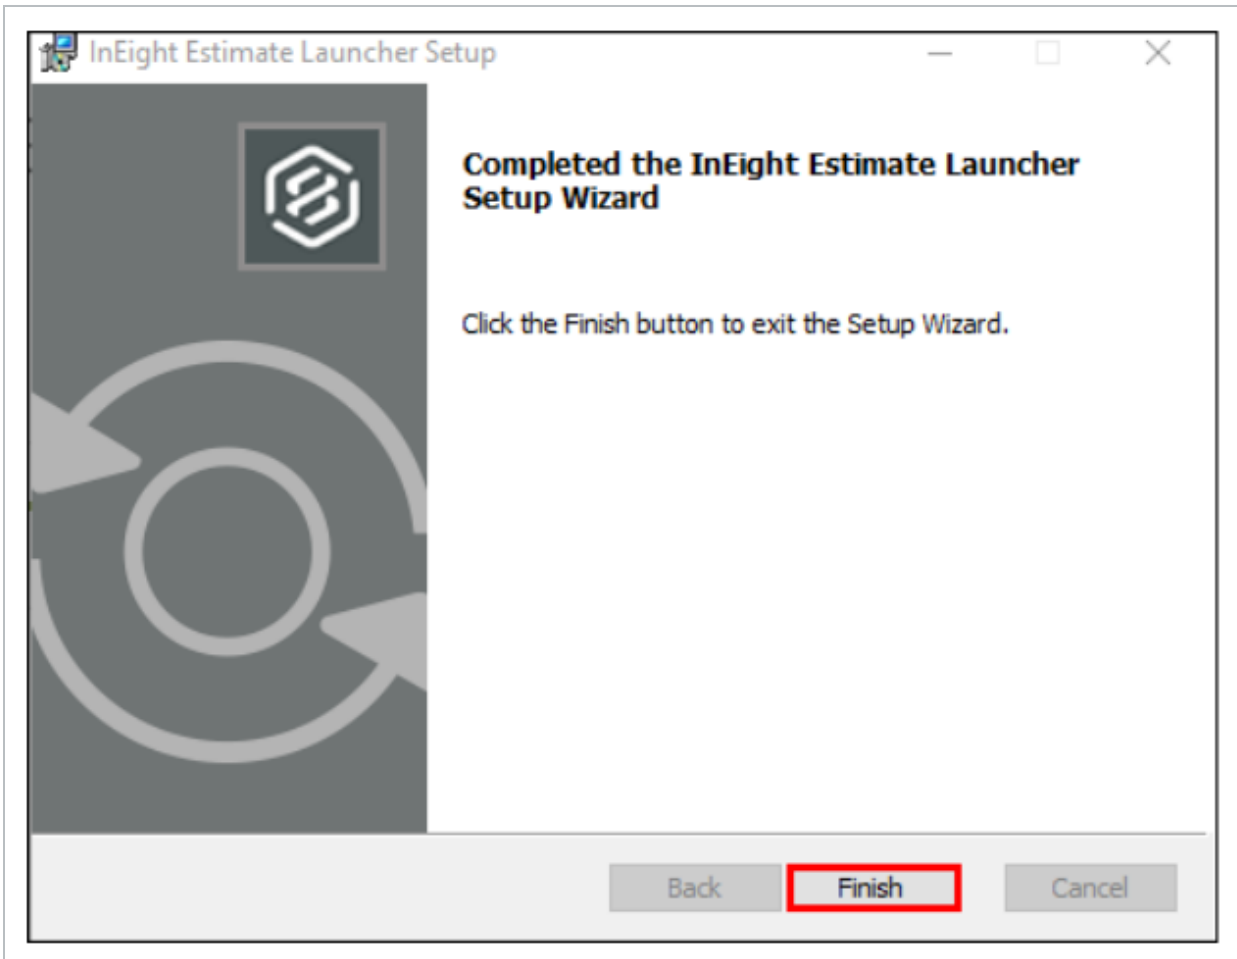 InEight Estimate Launcher Setup
Completed the InEight Estimate Launcher
Setup Wizard
Click the Finish button to exit the Setup Wizard.
Back
Finish
Cancel